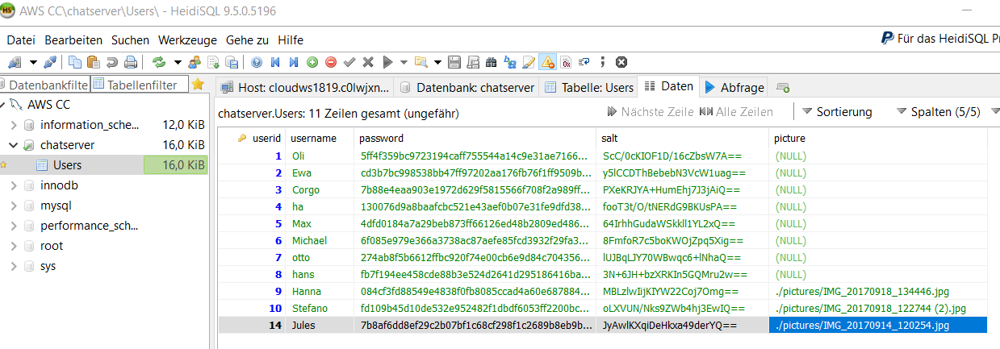 AWS CC\chatserver\Users\ - HeidiSQL 9.5.0.5196
Datei Bearbeiten Suchen Werkzeuge Gehe zu Hilfe Für das HeidiSQL Pr
Datenbankfilte Tabellenfilter Host: cloudws1819.c0lwjxn... Datenbank: chatserver Tabelle: Users Daten Abfrage
AWS CC chatserver.Users: 11 Zeilen gesamt (ungefähr) Nächste Zeile Alle Zeilen Sortierung Spalten (5/5)
information_sche... 12,0 KiB
chatserver 16,0 KiB
Users 16,0 KiB
innodb
mysql
performance_sch...
root
sys
userid username password salt picture
1 Oli 5ff4f359bc9723194caff755544a14c9e31ae7166... ScC/0cKIOF1D/16cZbsW7A== (NULL)
2 Ewa cd3b7bc998538bb47ff97202aa176fb76f1ff9509b... y5lCCDThBebebN3VcW1uag== (NULL)
3 Corgo 7b88e4eaa903e1972d629f5815566f708f2a989ff... PXeKRJYA+HumEhj7J3jAiQ== (NULL)
4 ha 130076d9a8baafcbc521e43aef0b07e31fe9dfd38... fooT3t/O/tNERdG9BKUsPA== (NULL)
5 Max 4dfd0184a7a29beb873ff66126ed48b2809ed486... 64IrhhGudaWSkkll1YL2xQ== (NULL)
6 Michael 6f085e979e366a3738ac87aefe85fcd3932f29fa3... 8FmfoR7c5boKWOjZpq5Xig== (NULL)
7 otto 274ab8f5b6612ffbc920f74e00cb6e9d84c704356... lUJBqLJY70WBwqc6+lNhaQ== (NULL)
8 hans fb7f194ee458cde88b3e524d2641d295186416ba... 3N+6JH+bzXRKIn5GQMru2w== (NULL)
9 Hanna 084cf3fd88549e4838f0fb8085ccad4a60e687884... MBLzlwIijKIYW22Coj7Omg== ./pictures/IMG_20170918_134446.jpg
10 Stefano fd109b45d10de532e952482f1dbdf6053ff2200bc... oLXVUN/Nks9ZWb4hj3EwIQ== ./pictures/IMG_20170918_122744 (2).jpg
14 Jules 7b8af6dd8ef29c2b07bf1c68cf298f1c2689b8eb9b... JyAwlKXqiDeHkxa49derYQ== ./pictures/IMG_20170914_120254.jpg